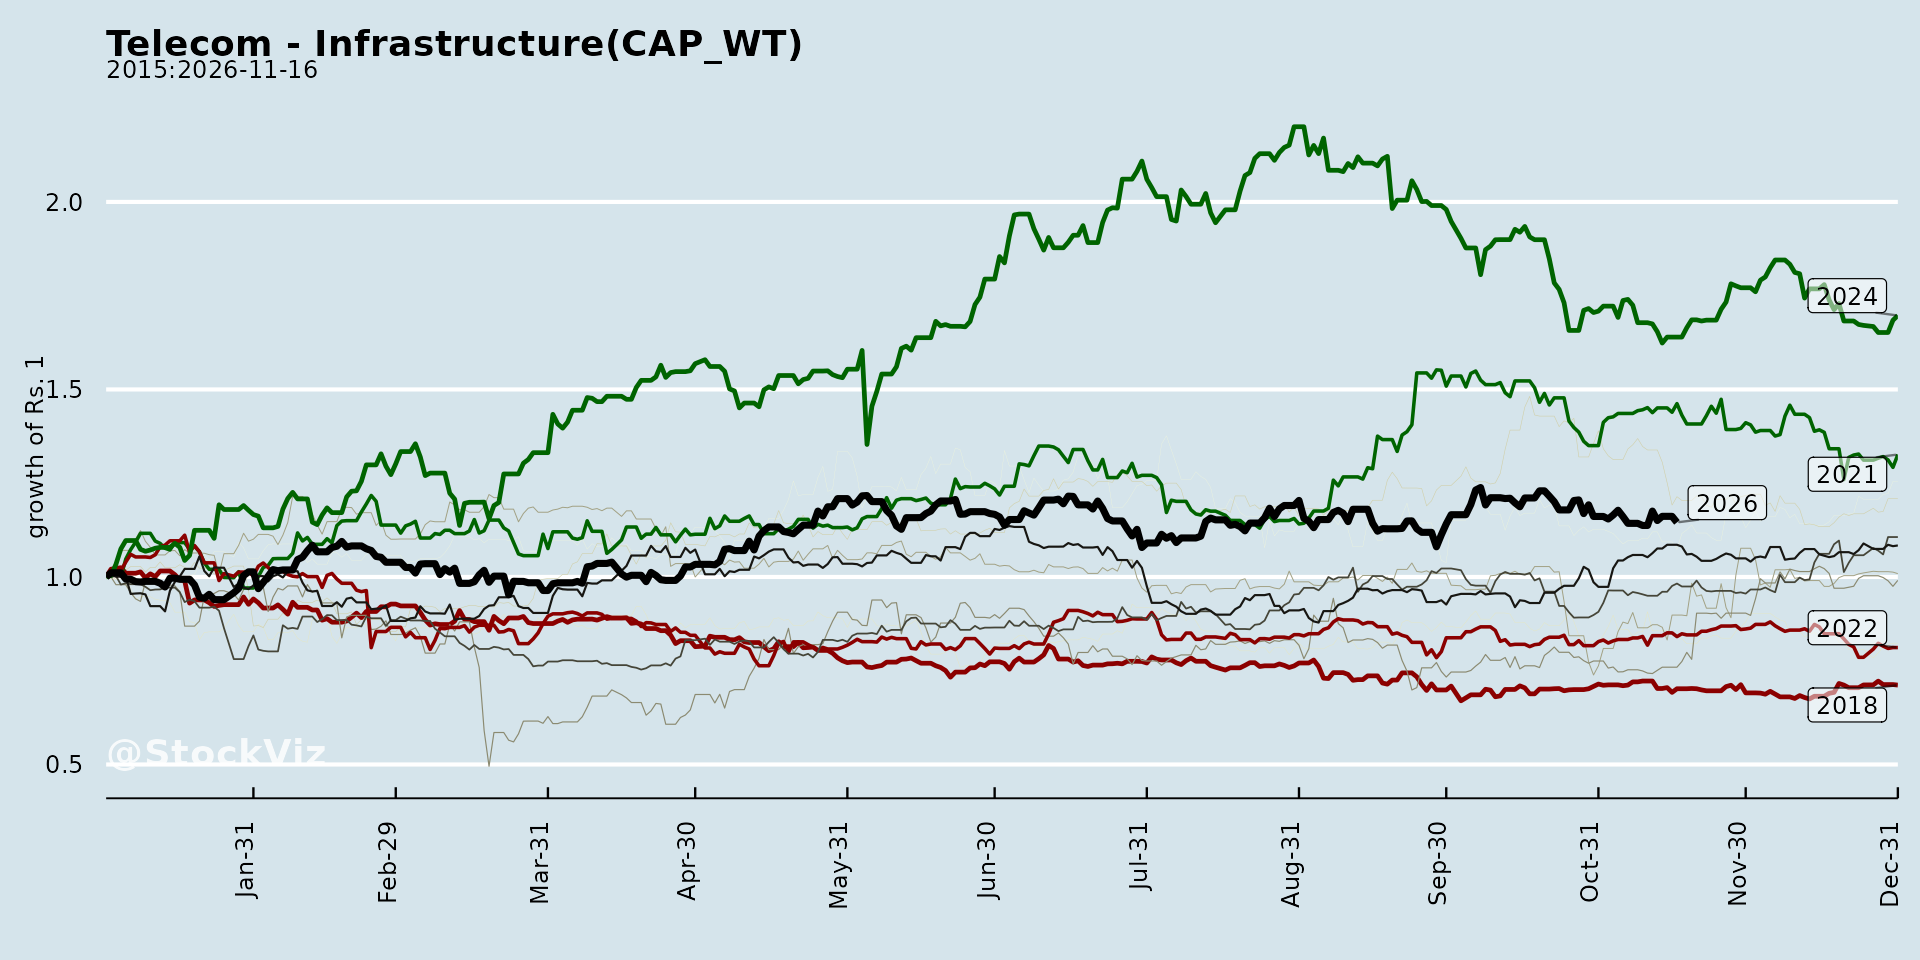 Telecom - Infrastructure(CAP_WT)
2015:2026-11-16
growth of Rs. 1
2.0
1.5
1.0
0.5
2024
2021
2026
2022
2018
@StockViz
Jan-31
Feb-29
Mar-31
Apr-30
May-31
Jun-30
Jul-31
Aug-31
Sep-30
Oct-31
Nov-30
Dec-31